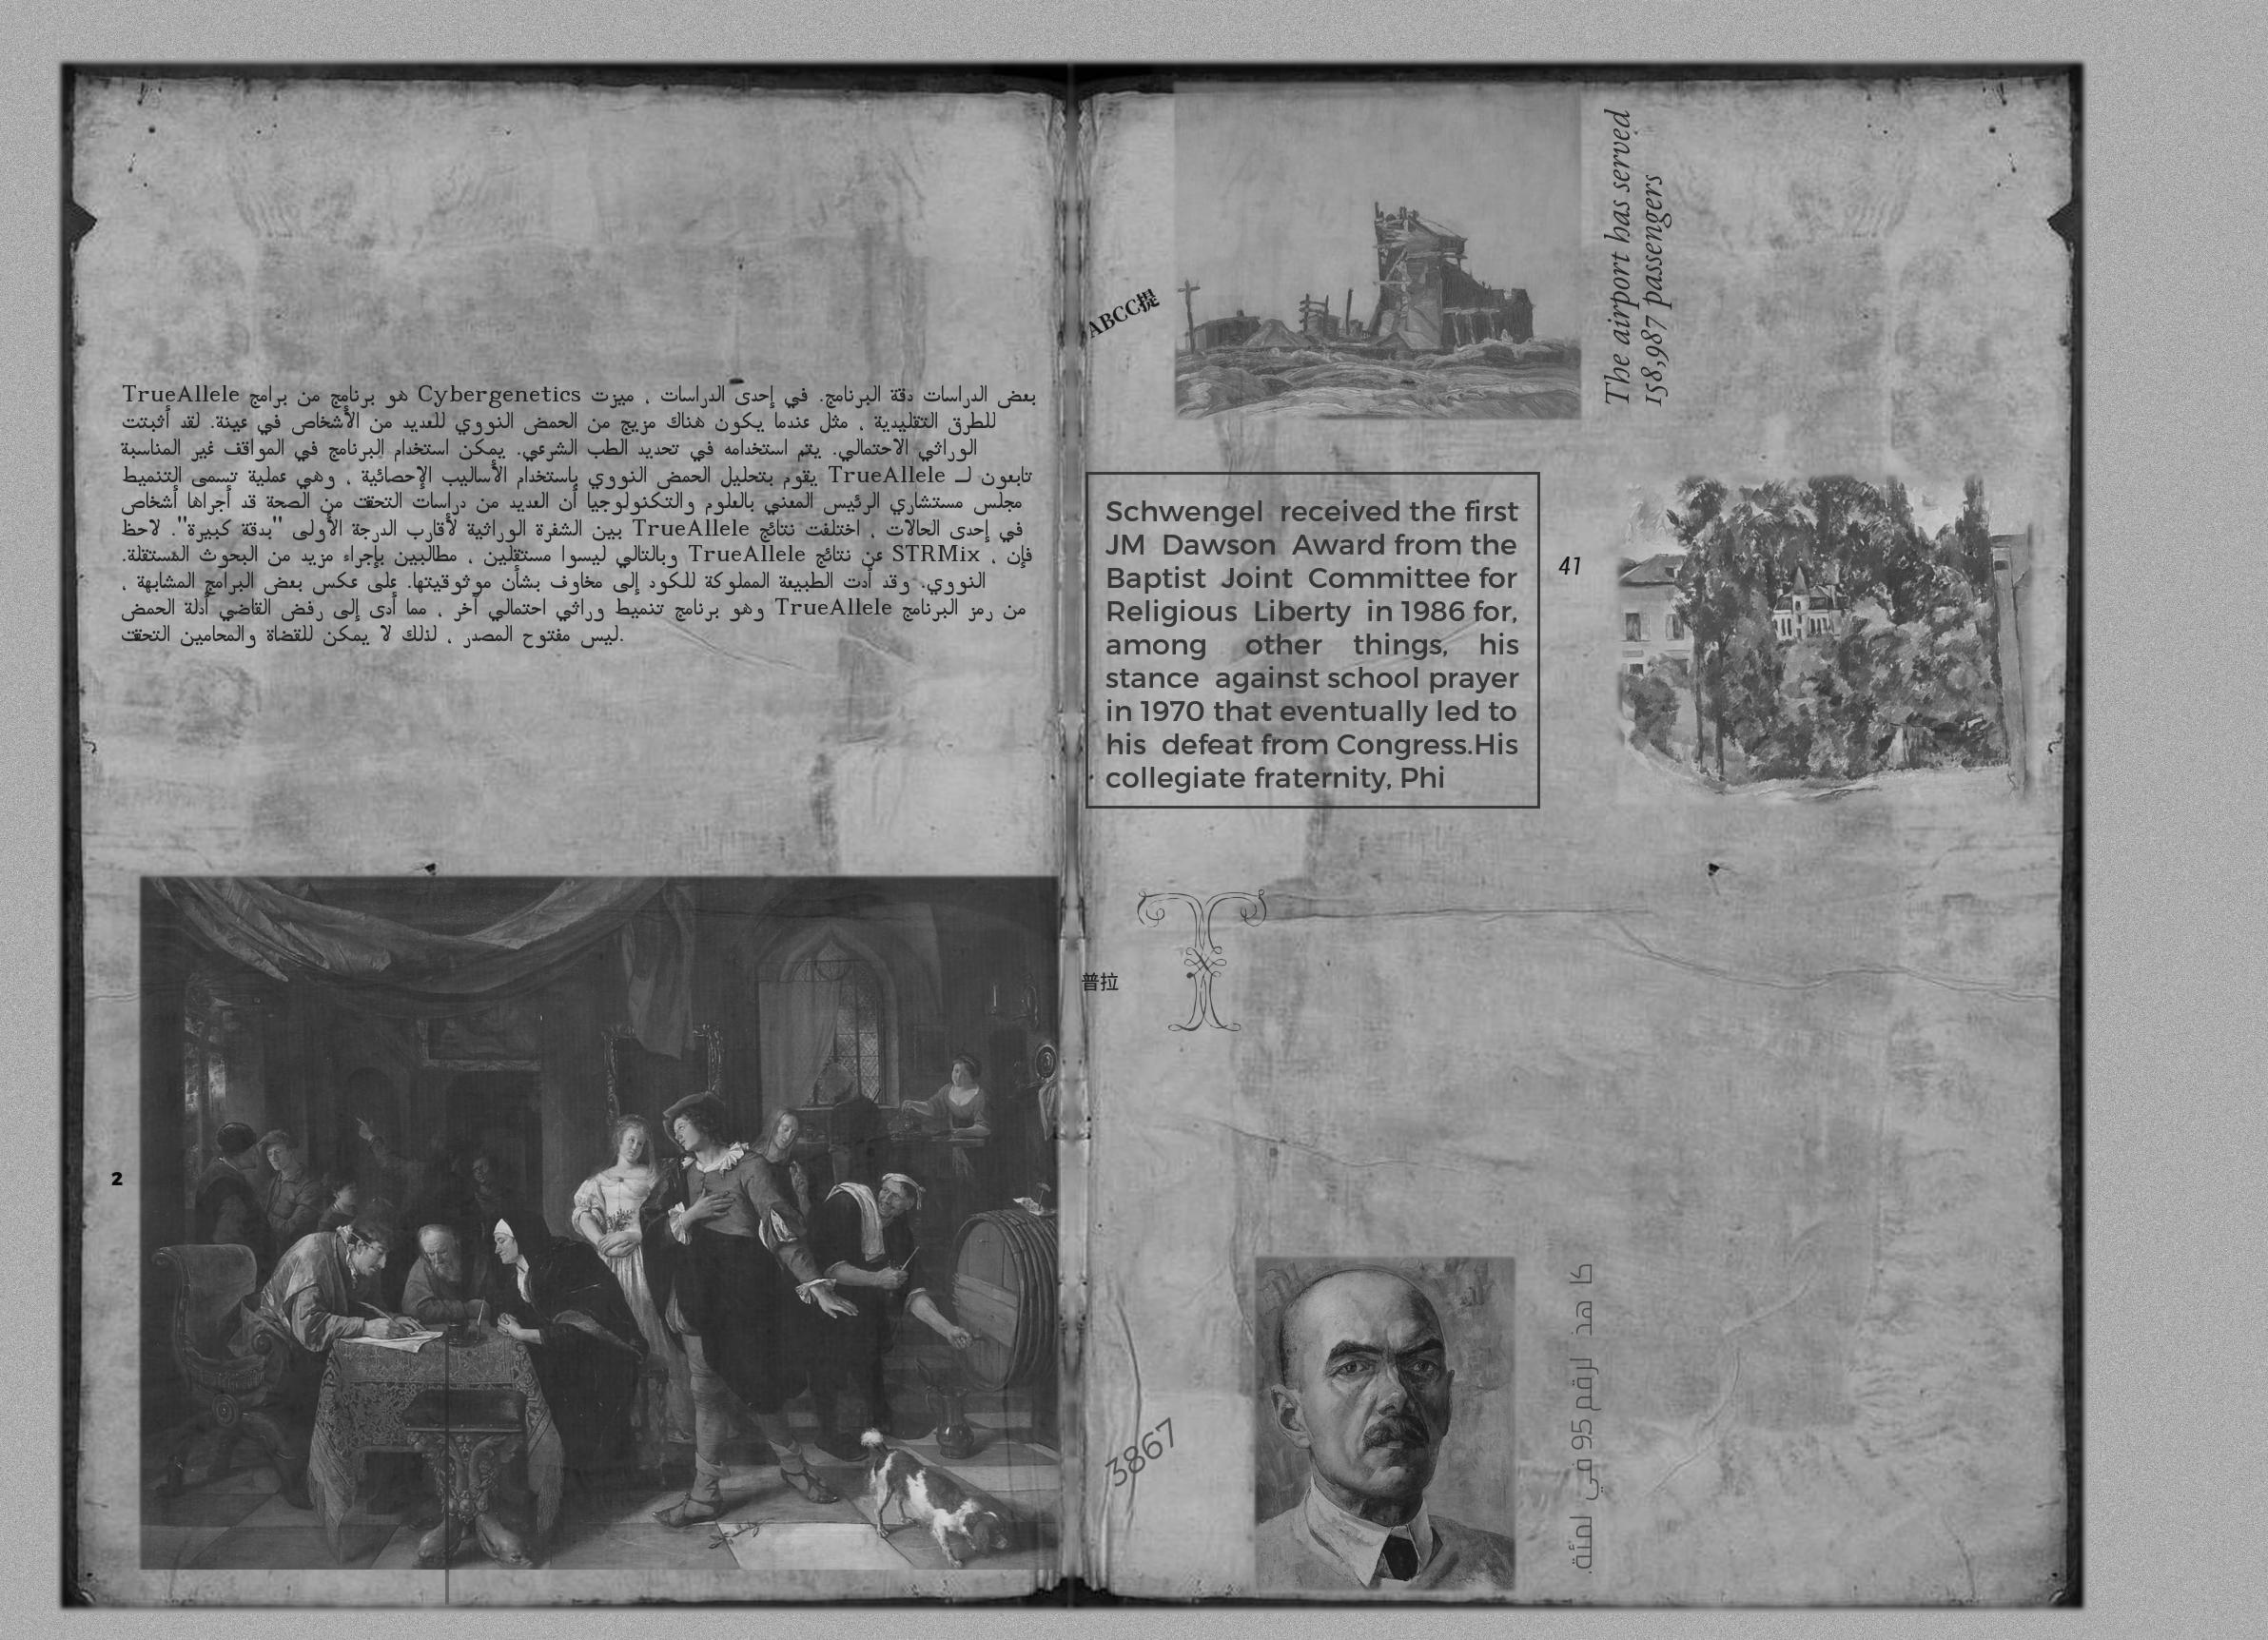 TrueAllele هو برنامج من برامج Cybergenetics بعض الدراسات دقة البرنامج. في إحدى الدراسات ، ميزت
للطرق التقليدية ، مثل عندما يكون هناك مزيج من الحمض النووي للعديد من الأشخاص في عينة. لقد أثبتت
الوراثي الاحتمالي. يتم استخدامه في تحديد الطب الشرعي. يمكن استخدام البرنامج في المواقف غير المناسبة
تابعون لـ TrueAllele يقوم بتحليل الحمض النووي باستخدام الأساليب الإحصائية ، وهي عملية تسمى التنميط
مجلس مستشاري الرئيس المعني بالعلوم والتكنولوجيا أن العديد من دراسات التحقق من الصحة قد أجراها أشخاص
في إحدى الحالات ، اختلفت نتائج TrueAllele بين الشفرة الوراثية لأقارب الدرجة الأولى "بدقة كبيرة". لاحظ
فإن ، STRMix عن نتائج TrueAllele وبالتالي ليسوا مستقلين ، مطالبين بإجراء مزيد من البحوث المستقلة.
النووي. وقد أدت الطبيعة المملوكة للكود إلى مخاوف بشأن موثوقيتها. على عكس بعض البرامج المشابهة ،
من رمز البرنامج TrueAllele وهو برنامج تنميط وراثي احتمالي آخر ، مما أدى إلى رفض القاضي أدلة الحمض
ليس مفتوح المصدر ، لذلك لا يمكن للقضاة والمحامين التحقق.
2
ABCC提
The airport has served
158,987 passengers
Schwengel received the first
JM Dawson Award from the
Baptist Joint Committee for
Religious Liberty in 1986 for,
among other things, his
stance against school prayer
in 1970 that eventually led to
his defeat from Congress.His
collegiate fraternity, Phi
41
T
普拉
3867
كا هذ لرقم 95 في لمئة.